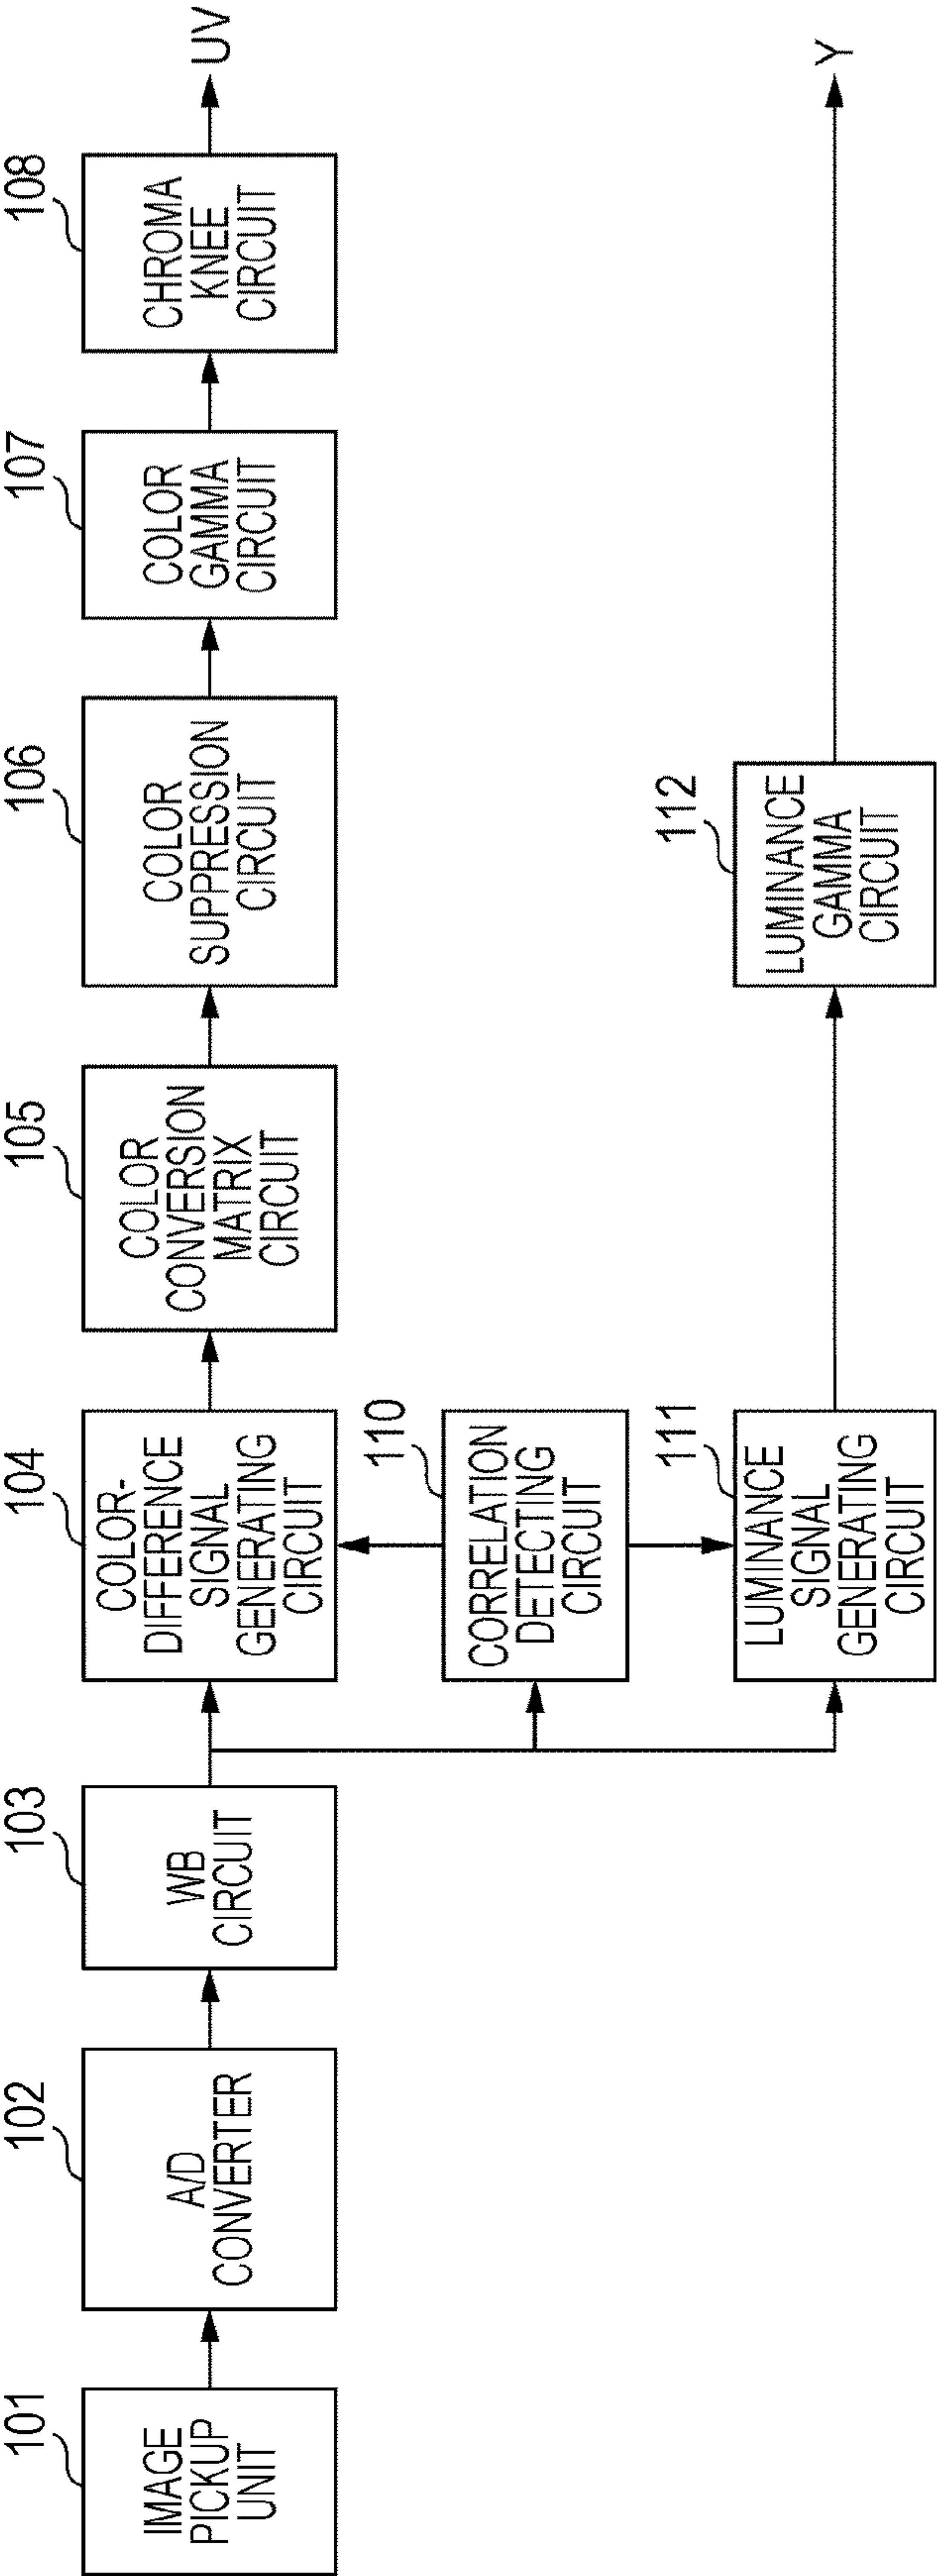 101
IMAGE
PICKUP
UNIT
102
A/D
CONVERTER
103
WB
CIRCUIT
104
COLOR-
DIFFERENCE
SIGNAL
GENERATING
CIRCUIT
105
COLOR
CONVERSION
MATRIX
CIRCUIT
106
COLOR
SUPPRESSION
CIRCUIT
107
COLOR
GAMMA
CIRCUIT
108
CHROMA
KNEE
CIRCUIT
UV
110
CORRELATION
DETECTING
CIRCUIT
111
LUMINANCE
SIGNAL
GENERATING
CIRCUIT
112
LUMINANCE
GAMMA
CIRCUIT
Y